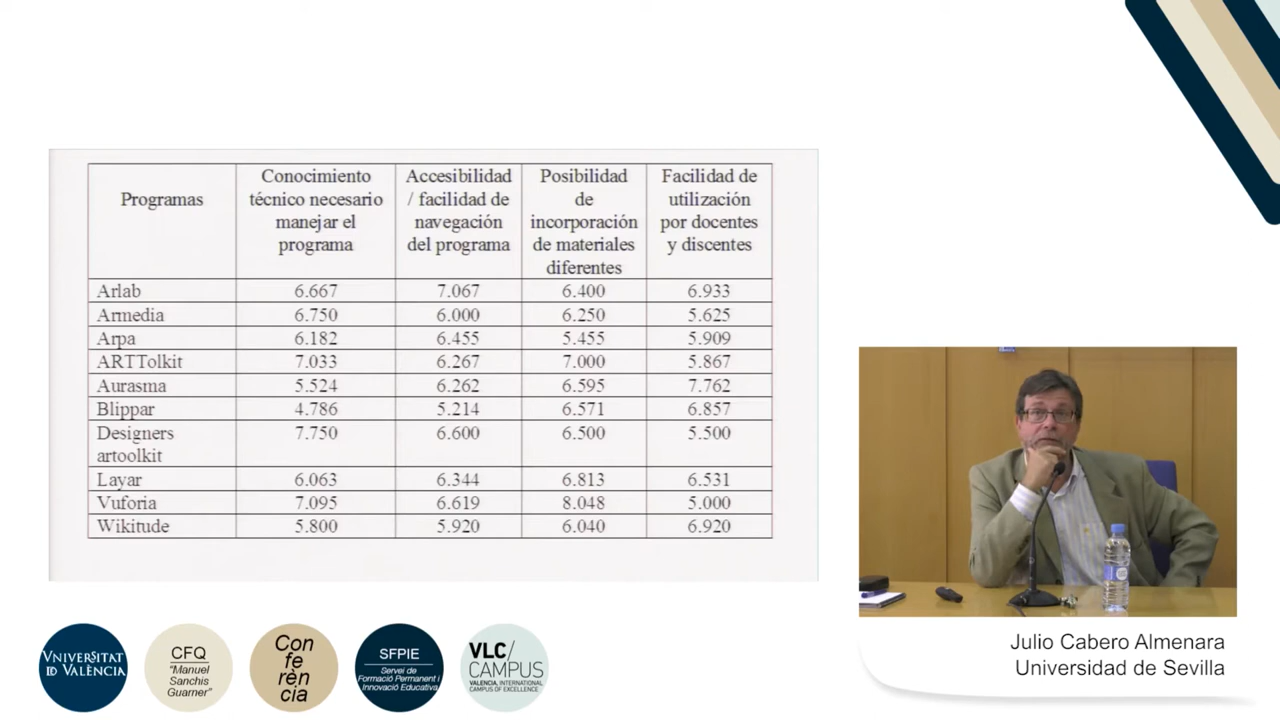 Programas
Conocimiento
técnico necesario
manejar el
programa
Accesibilidad
/ facilidad de
navegación
del programa
Posibilidad
de
incorporación
de materiales
diferentes
Facilidad de
utilización
por docentes
y discentes
Arlab 6.667 7.067 6.400 6.933
Armedia 6.750 6.000 6.250 5.625
Arpa 6.182 6.455 5.455 5.909
ARTTolkit 7.033 6.267 7.000 5.867
Aurasma 5.524 6.262 6.595 7.762
Blippar 4.786 5.214 6.571 6.857
Designers 7.750 6.600 6.500 5.500
artoolkit
Layar 6.063 6.344 6.813 6.531
Vuforia 7.095 6.619 8.048 5.000
Wikitude 5.800 5.920 6.040 6.920
Julio Cabero Almenara
Universidad de Sevilla
VNIVERSITAT
ID VALÈNCIA
CFQ
"Manuel
Sanchis
Guarner"
Con
fe
rèn
cia
SFPIE
Servei de
Formació Permanent i
Innovació Educativa
VLC/
CAMPUS
VALENCIA, INTERNATIONAL
CAMPUS OF EXCELLENCE